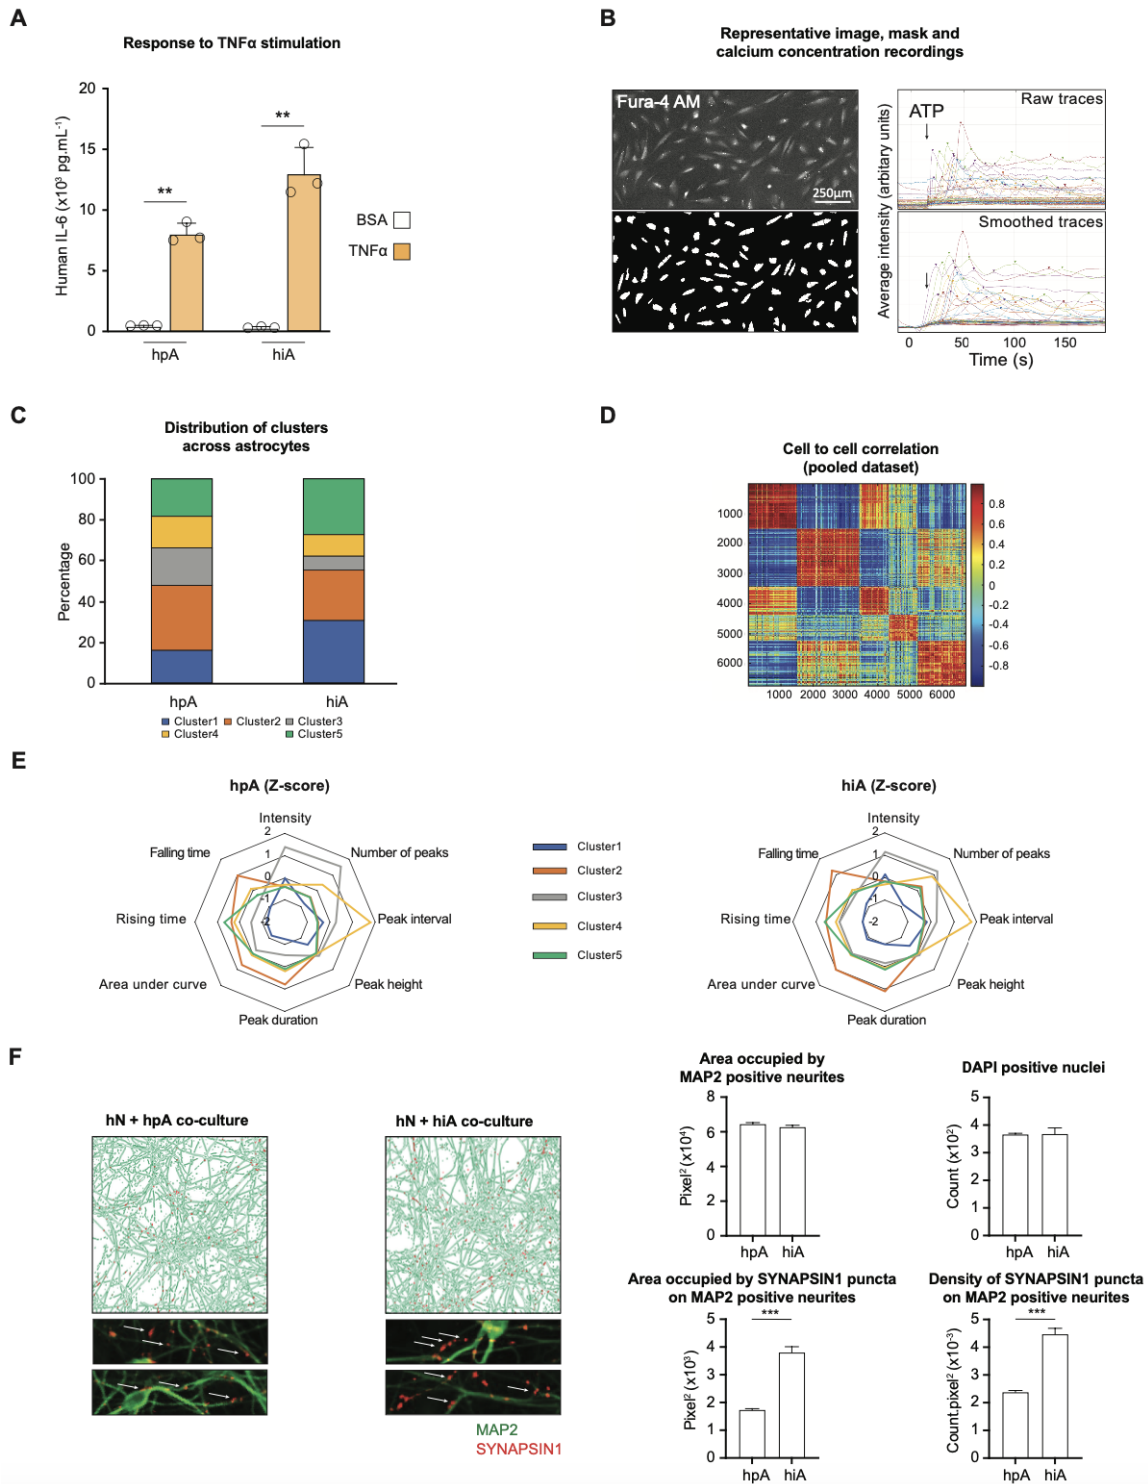 A
Response to TNFα stimulation
Human IL-6 (x10³ pg.mL⁻¹)
20
15
10
5
0
**
**
hpA
hiA
BSA
TNFα
B
Representative image, mask and
calcium concentration recordings
Fura-4 AM
250µm
Average intensity (arbitary units)
ATP
Raw traces
Smoothed traces
0 50 100 150
Time (s)
C
Distribution of clusters
across astrocytes
Percentage
100
80
60
40
20
0
hpA
hiA
Cluster1 Cluster2 Cluster3
Cluster4 Cluster5
D
Cell to cell correlation
(pooled dataset)
1000
2000
3000
4000
5000
6000
1000 2000 3000 4000 5000 6000
0.8
0.6
0.4
0.2
0
-0.2
-0.4
-0.6
-0.8
E
hpA (Z-score)
Intensity
Number of peaks
Peak interval
Peak height
Peak duration
Area under curve
Rising time
Falling time
2
1
0
-1
-2
Cluster1
Cluster2
Cluster3
Cluster4
Cluster5
hiA (Z-score)
Intensity
Number of peaks
Peak interval
Peak height
Peak duration
Area under curve
Rising time
Falling time
2
1
0
-1
-2
F
hN + hpA co-culture
hN + hiA co-culture
MAP2
SYNAPSIN1
Area occupied by
MAP2 positive neurites
Pixel² (x10⁴)
8
6
4
2
0
hpA hiA
DAPI positive nuclei
Count (x10²)
5
4
3
2
1
0
hpA hiA
Area occupied by SYNAPSIN1 puncta
on MAP2 positive neurites
***
Pixel² (x10³)
5
4
3
2
1
0
hpA hiA
Density of SYNAPSIN1 puncta
on MAP2 positive neurites
***
Count.pixel² (x10⁻³)
5
4
3
2
1
0
hpA hiA